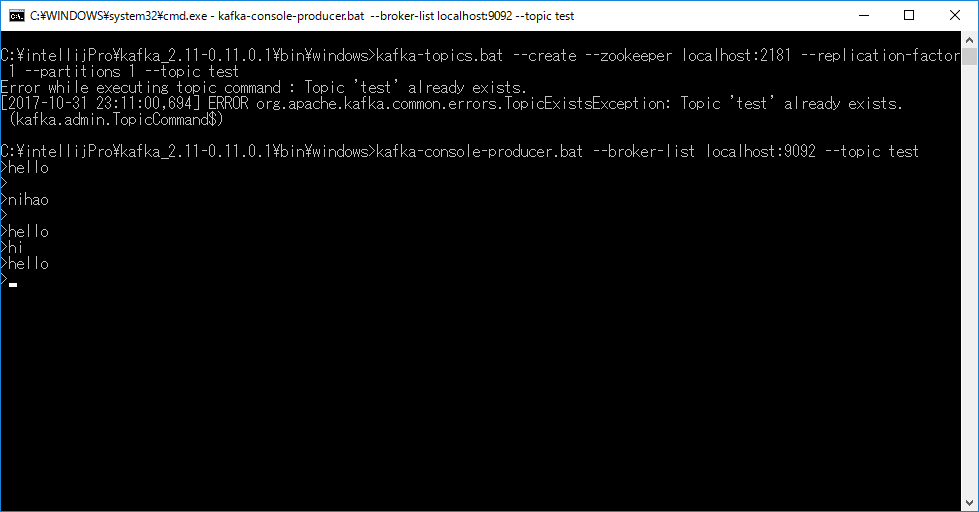 C:¥WINDOWS¥system32¥cmd.exe - kafka-console-producer.bat  --broker-list localhost:9092 --topic test
C:¥intellijPro¥kafka_2.11-0.11.0.1¥bin¥windows>kafka-topics.bat --create --zookeeper localhost:2181 --replication-factor
 1 --partitions 1 --topic test
Error while executing topic command : Topic 'test' already exists.
[2017-10-31 23:11:00,694] ERROR org.apache.kafka.common.errors.TopicExistsException: Topic 'test' already exists.
 (kafka.admin.TopicCommand$)
C:¥intellijPro¥kafka_2.11-0.11.0.1¥bin¥windows>kafka-console-producer.bat --broker-list localhost:9092 --topic test
>hello
>
>nihao
>
>hello
>hi
>hello
>